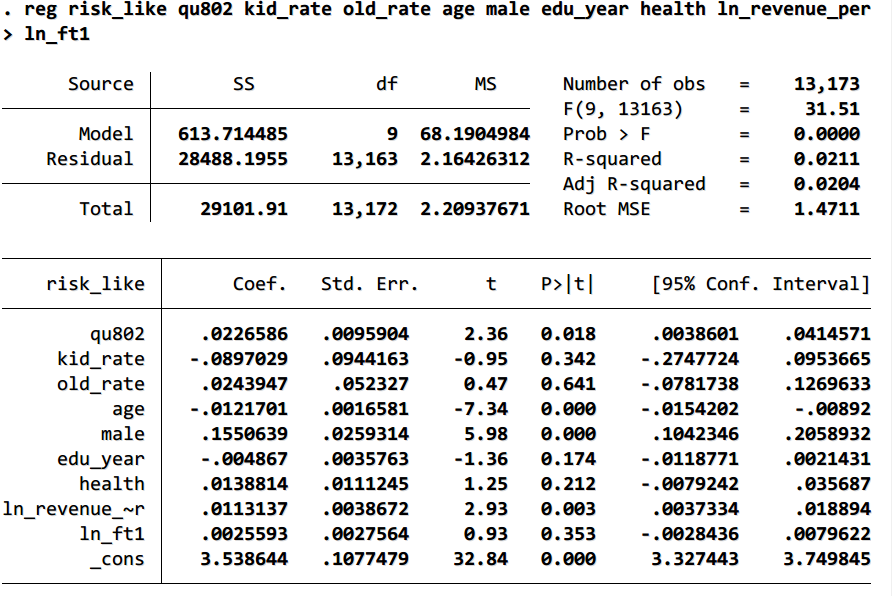 . reg risk_like qu802 kid_rate old_rate age male edu_year health ln_revenue_per
> ln_ft1
Source SS df MS Number of obs = 13,173
F(9, 13163) = 31.51
Model 613.714485 9 68.1904984 Prob > F = 0.0000
Residual 28488.1955 13,163 2.16426312 R-squared = 0.0211
Adj R-squared = 0.0204
Total 29101.91 13,172 2.20937671 Root MSE = 1.4711
risk_like Coef. Std. Err. t P>|t| [95% Conf. Interval]
qu802 .0226586 .0095904 2.36 0.018 .0038601 .0414571
kid_rate -.0897029 .0944163 -0.95 0.342 -.2747724 .0953665
old_rate .0243947 .052327 0.47 0.641 -.0781738 .1269633
age -.0121701 .0016581 -7.34 0.000 -.0154202 -.00892
male .1550639 .0259314 5.98 0.000 .1042346 .2058932
edu_year -.004867 .0035763 -1.36 0.174 -.0118771 .0021431
health .0138814 .0111245 1.25 0.212 -.0079242 .035687
ln_revenue_~r .0113137 .0038672 2.93 0.003 .0037334 .018894
ln_ft1 .0025593 .0027564 0.93 0.353 -.0028436 .0079622
_cons 3.538644 .1077479 32.84 0.000 3.327443 3.749845